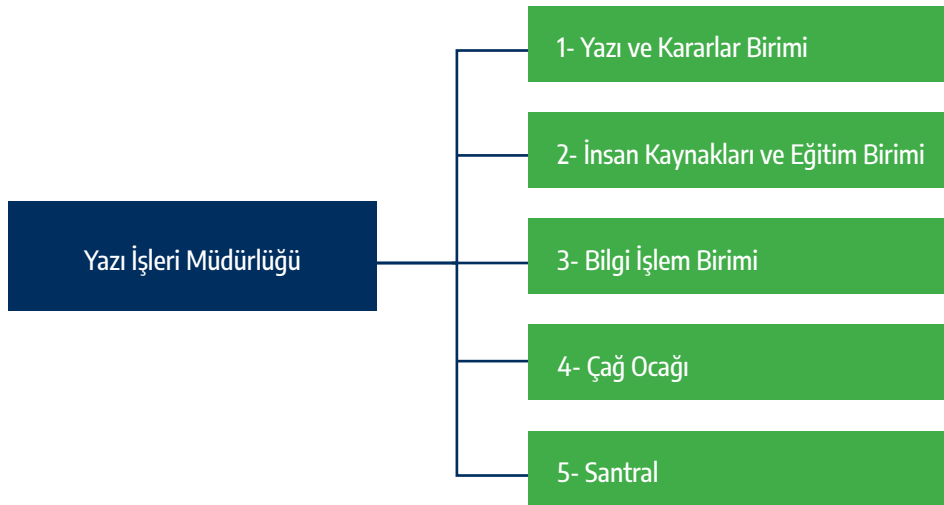 Yazı İşleri Müdürlüğü
1- Yazı ve Kararlar Birimi
2- İnsan Kaynakları ve Eğitim Birimi
3- Bilgi İşlem Birimi
4- Çağ Ocağı
5- Santral